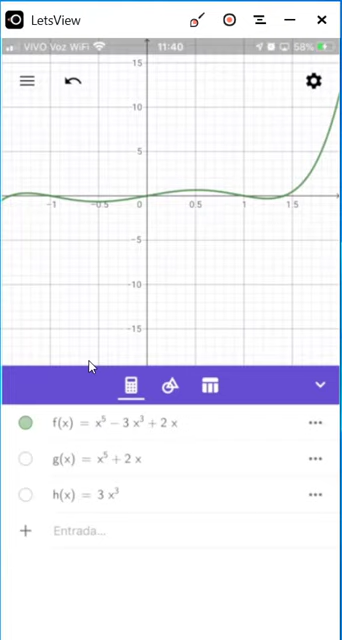 LetsView
VIVO Voz WiFi 11:40 58%
15
10
5
-1 -0.5 0 0.5 1 1.5
-5
-10
-15
f(x) = x⁵ − 3 x³ + 2 x
g(x) = x⁵ + 2 x
h(x) = 3 x³
Entrada...